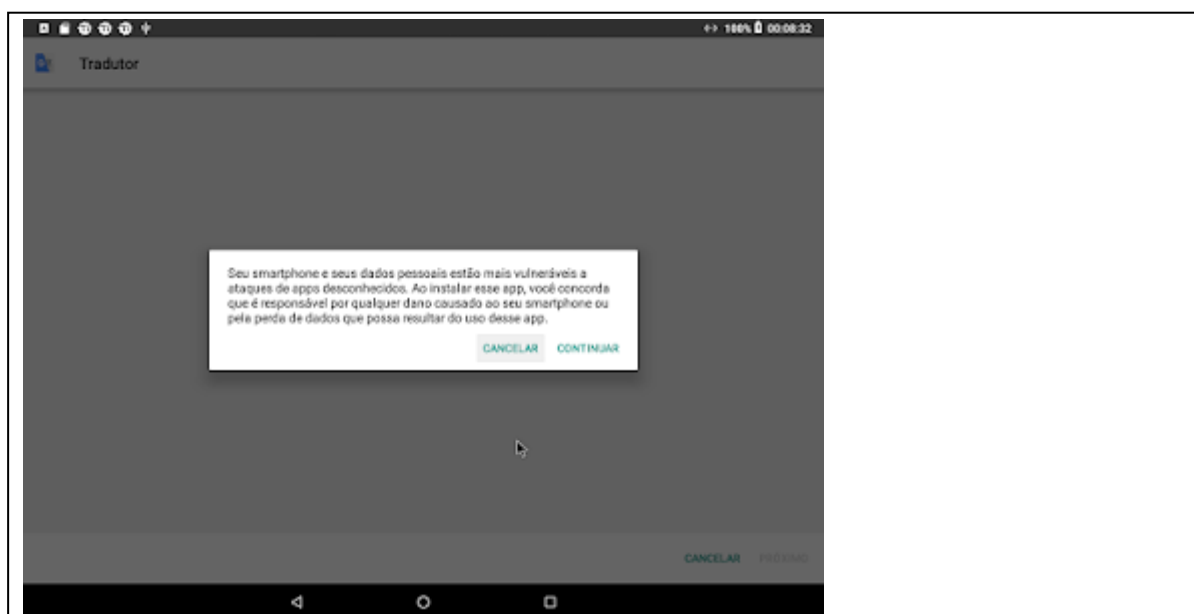 100% 00:08:32
Tradutor
Seu smartphone e seus dados pessoais estão mais vulneráveis a
ataques de apps desconhecidos. Ao instalar esse app, você concorda
que é responsável por qualquer dano causado ao seu smartphone ou
pela perda de dados que possa resultar do uso desse app.
CANCELAR CONTINUAR
CANCELAR PRÓXIMO